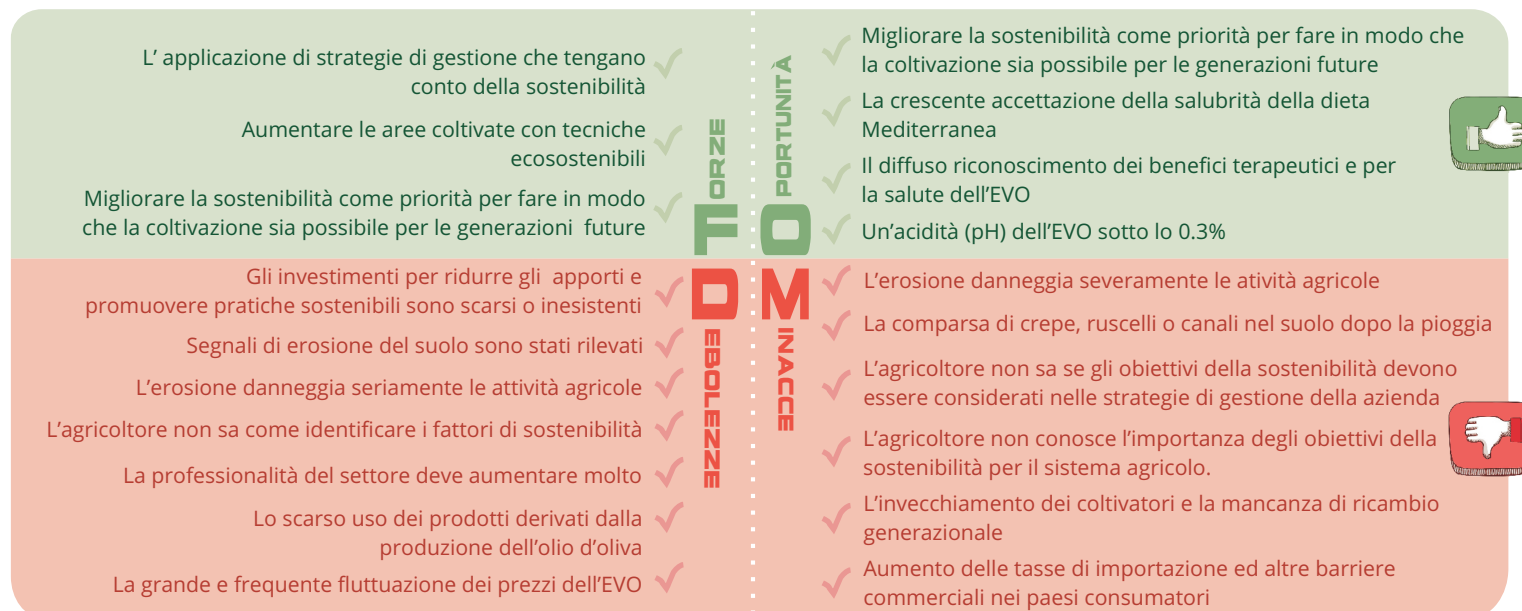 L' applicazione di strategie di gestione che tengano
conto della sostenibilità
Aumentare le aree coltivate con tecniche
ecosostenibili
Migliorare la sostenibilità come priorità per fare in modo
che la coltivazione sia possibile per le generazioni future
FORZE
OPORTUNITÀ
Migliorare la sostenibilità come priorità per fare in modo che
la coltivazione sia possibile per le generazioni future
La crescente accettazione della salubrità della dieta
Mediterranea
Il diffuso riconoscimento dei benefici terapeutici e per
la salute dell'EVO
Un'acidità (pH) dell'EVO sotto lo 0.3%
Gli investimenti per ridurre gli apporti e
promuovere pratiche sostenibili sono scarsi o inesistenti
Segnali di erosione del suolo sono stati rilevati
L'erosione danneggia seriamente le attività agricole
L'agricoltore non sa come identificare i fattori di sostenibilità
La professionalità del settore deve aumentare molto
Lo scarso uso dei prodotti derivati dalla
produzione dell'olio d'oliva
La grande e frequente fluttuazione dei prezzi dell'EVO
DEBOLEZZE
MINACCE
L'erosione danneggia severamente le atività agricole
La comparsa di crepe, ruscelli o canali nel suolo dopo la pioggia
L'agricoltore non sa se gli obiettivi della sostenibilità devono
essere considerati nelle strategie di gestione della azienda
L'agricoltore non conosce l'importanza degli obiettivi della
sostenibilità per il sistema agricolo.
L'invecchiamento dei coltivatori e la mancanza di ricambio
generazionale
Aumento delle tasse di importazione ed altre barriere
commerciali nei paesi consumatori